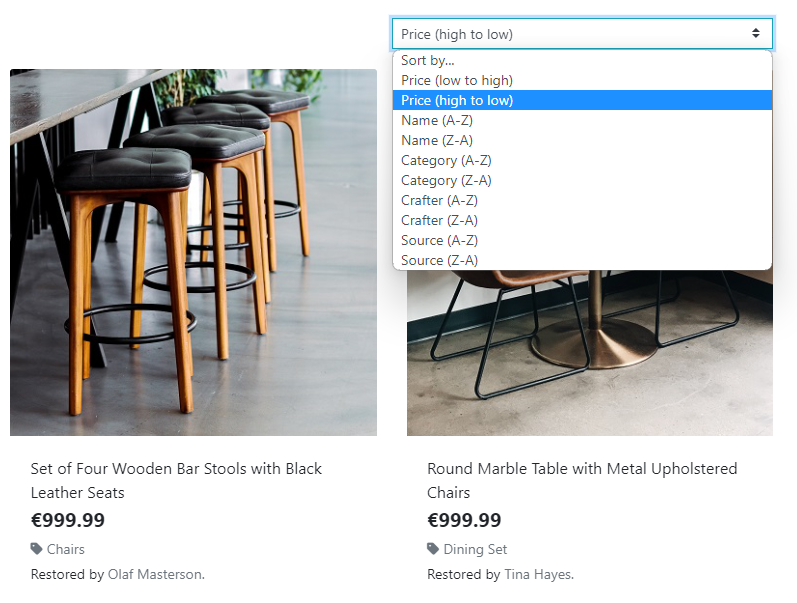 Price (high to low)
Sort by...
Price (low to high)
Price (high to low)
Name (A-Z)
Name (Z-A)
Category (A-Z)
Category (Z-A)
Crafter (A-Z)
Crafter (Z-A)
Source (A-Z)
Source (Z-A)
Set of Four Wooden Bar Stools with Black
Leather Seats
€999.99
Chairs
Restored by Olaf Masterson.
Round Marble Table with Metal Upholstered
Chairs
€999.99
Dining Set
Restored by Tina Hayes.